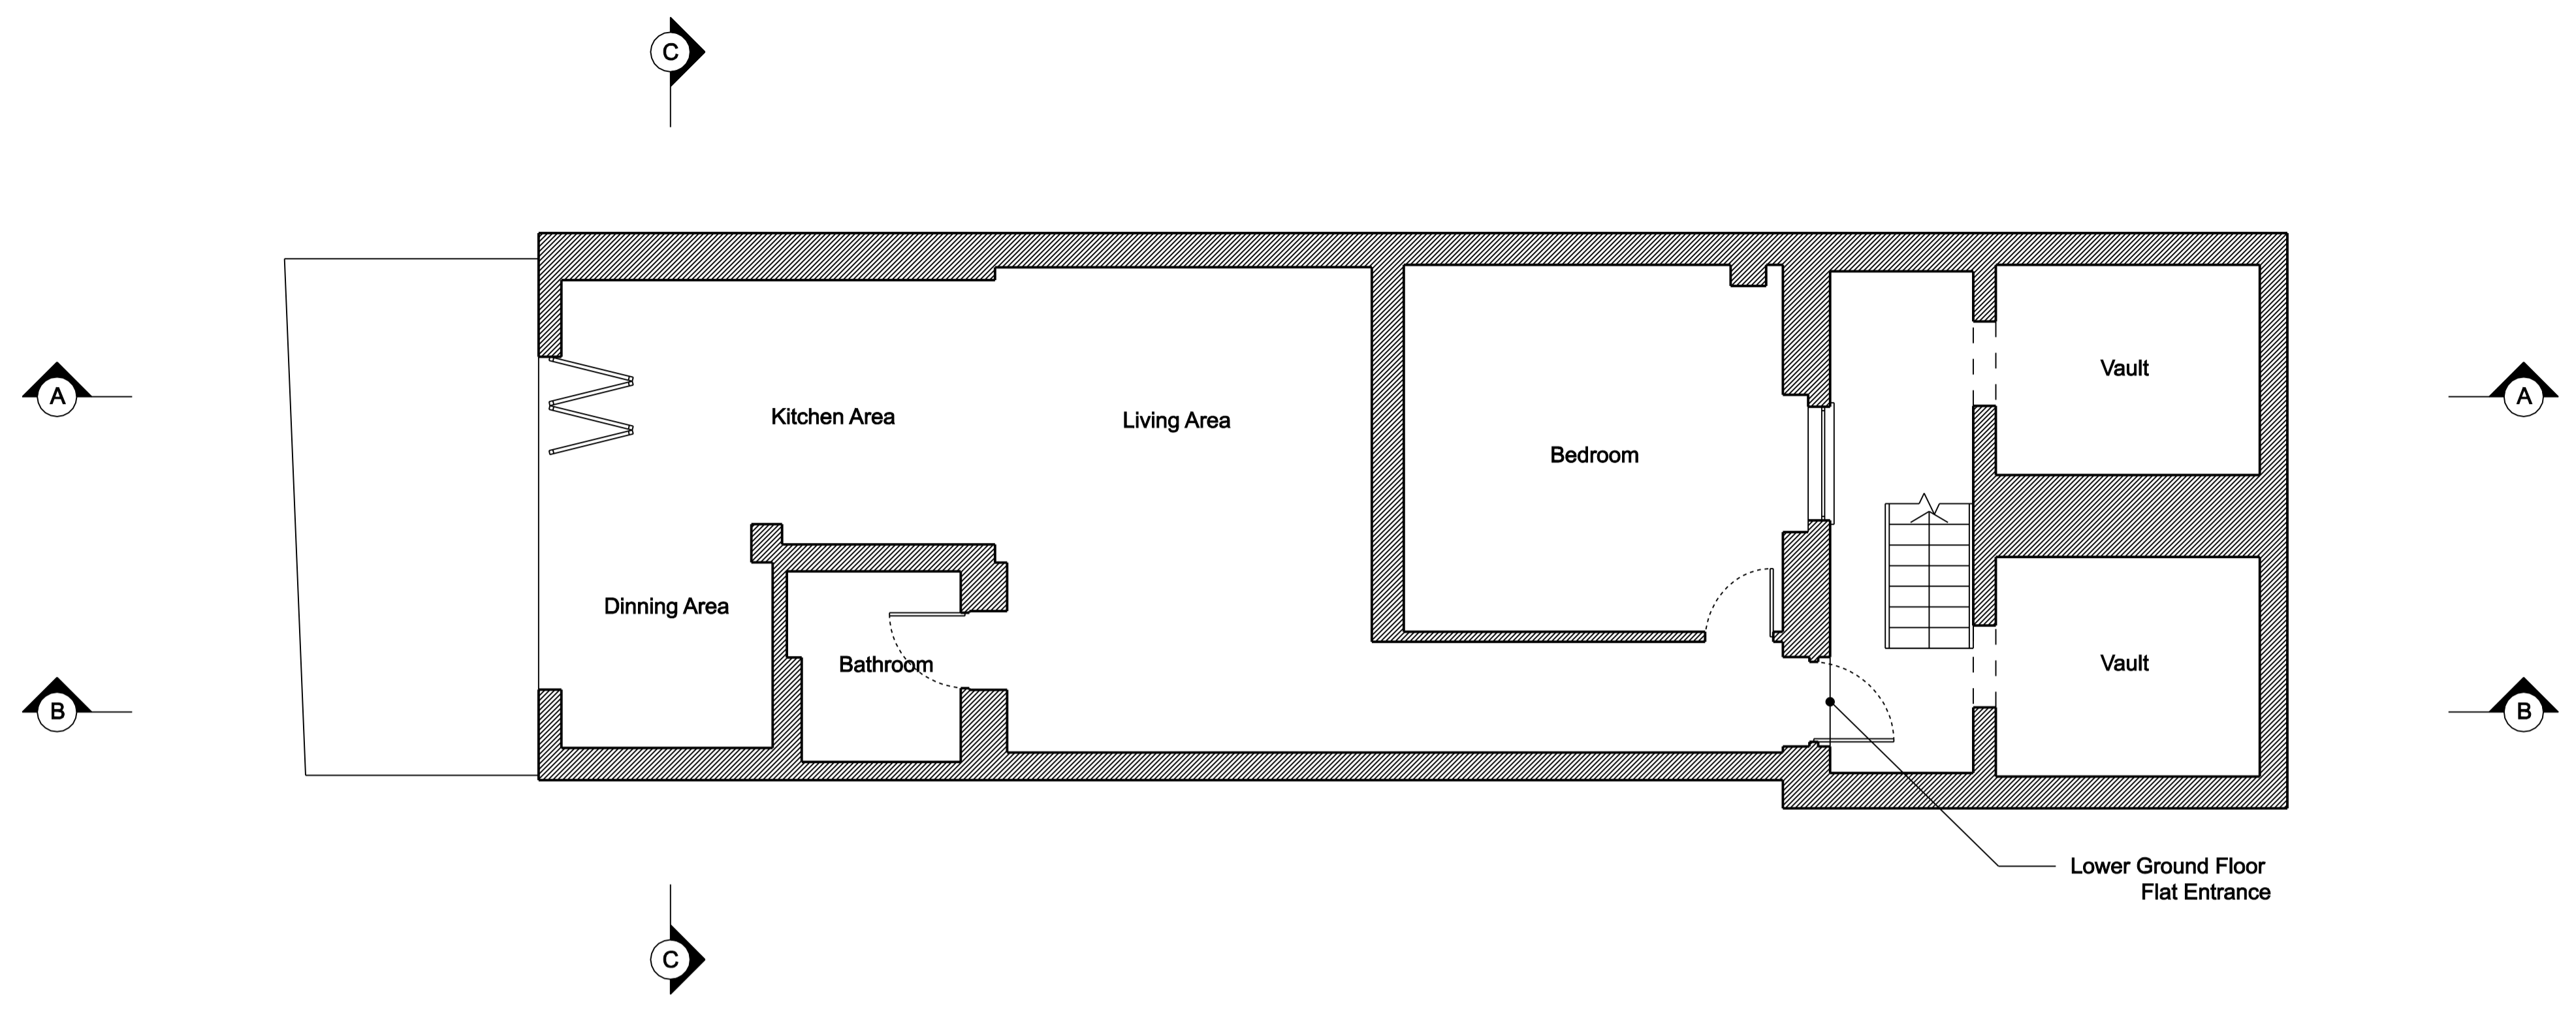 C
A
A
Vault
Kitchen Area
Living Area
Bedroom
Dinning Area
Bathroom
Vault
B
B
Lower Ground Floor
Flat Entrance
C